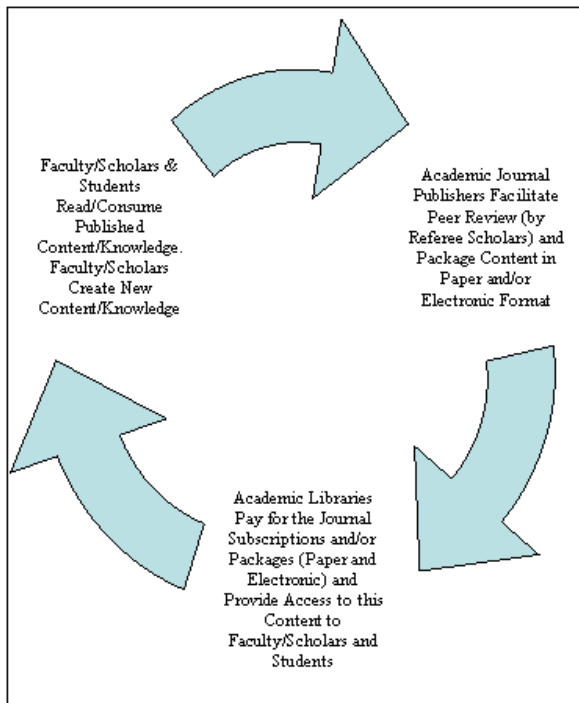 Faculty/Scholars &
Students
Read/Consume
Published
Content/Knowledge.
Faculty/Scholars
Create New
Content/Knowledge
Academic Journal
Publishers Facilitate
Peer Review (by
Referee Scholars) and
Package Content in
Paper and/or
Electronic Format
Academic Libraries
Pay for the Journal
Subscriptions and/or
Packages (Paper and
Electronic) and
Provide Access to this
Content to
Faculty/Scholars and
Students